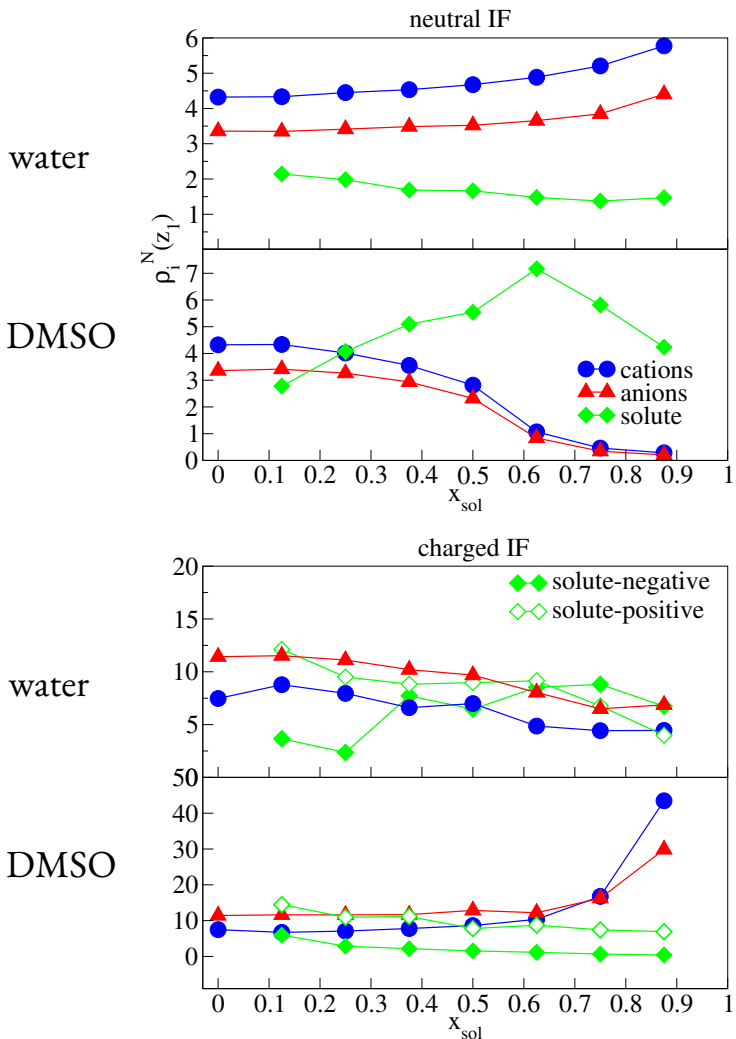 neutral IF
6
5
4
3
2
1
water
ρ_i^N(z_1)
7
6
5
4
3
2
1
0
DMSO
cations
anions
solute
0 0.1 0.2 0.3 0.4 0.5 0.6 0.7 0.8 0.9 1
x_sol
charged IF
20
15
10
5
0
water
solute-negative
solute-positive
50
40
30
20
10
0
DMSO
0 0.1 0.2 0.3 0.4 0.5 0.6 0.7 0.8 0.9 1
x_sol